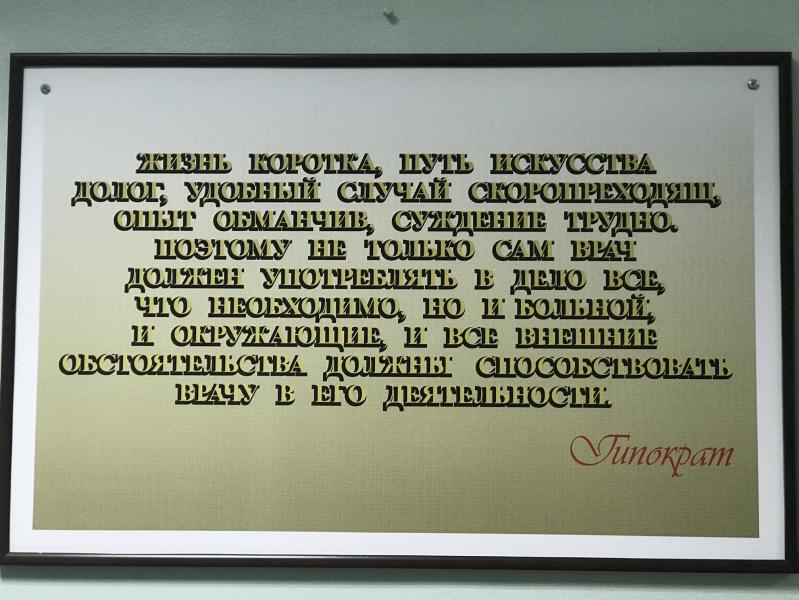 ЖИЗНЬ КОРОТКА, ПУТЬ ИСКУССТВА
ДОЛОГ, УДОБНЫЙ СЛУЧАЙ СКОРОПРЕХОДЯЩ,
ОПЫТ ОБМАНЧИВ, СУЖДЕНИЕ ТРУДНО.
ПОЭТОМУ НЕ ТОЛЬКО САМ ВРАЧ
ДОЛЖЕН УПОТРЕБЛЯТЬ В ДЕЛО ВСЕ,
ЧТО НЕОБХОДИМО, НО И БОЛЬНОЙ,
И ОКРУЖАЮЩИЕ, И ВСЕ ВНЕШНИЕ
ОБСТОЯТЕЛЬСТВА ДОЛЖНЫ СПОСОБСТВОВАТЬ
ВРАЧУ В ЕГО ДЕЯТЕЛЬНОСТИ.
Гипократ